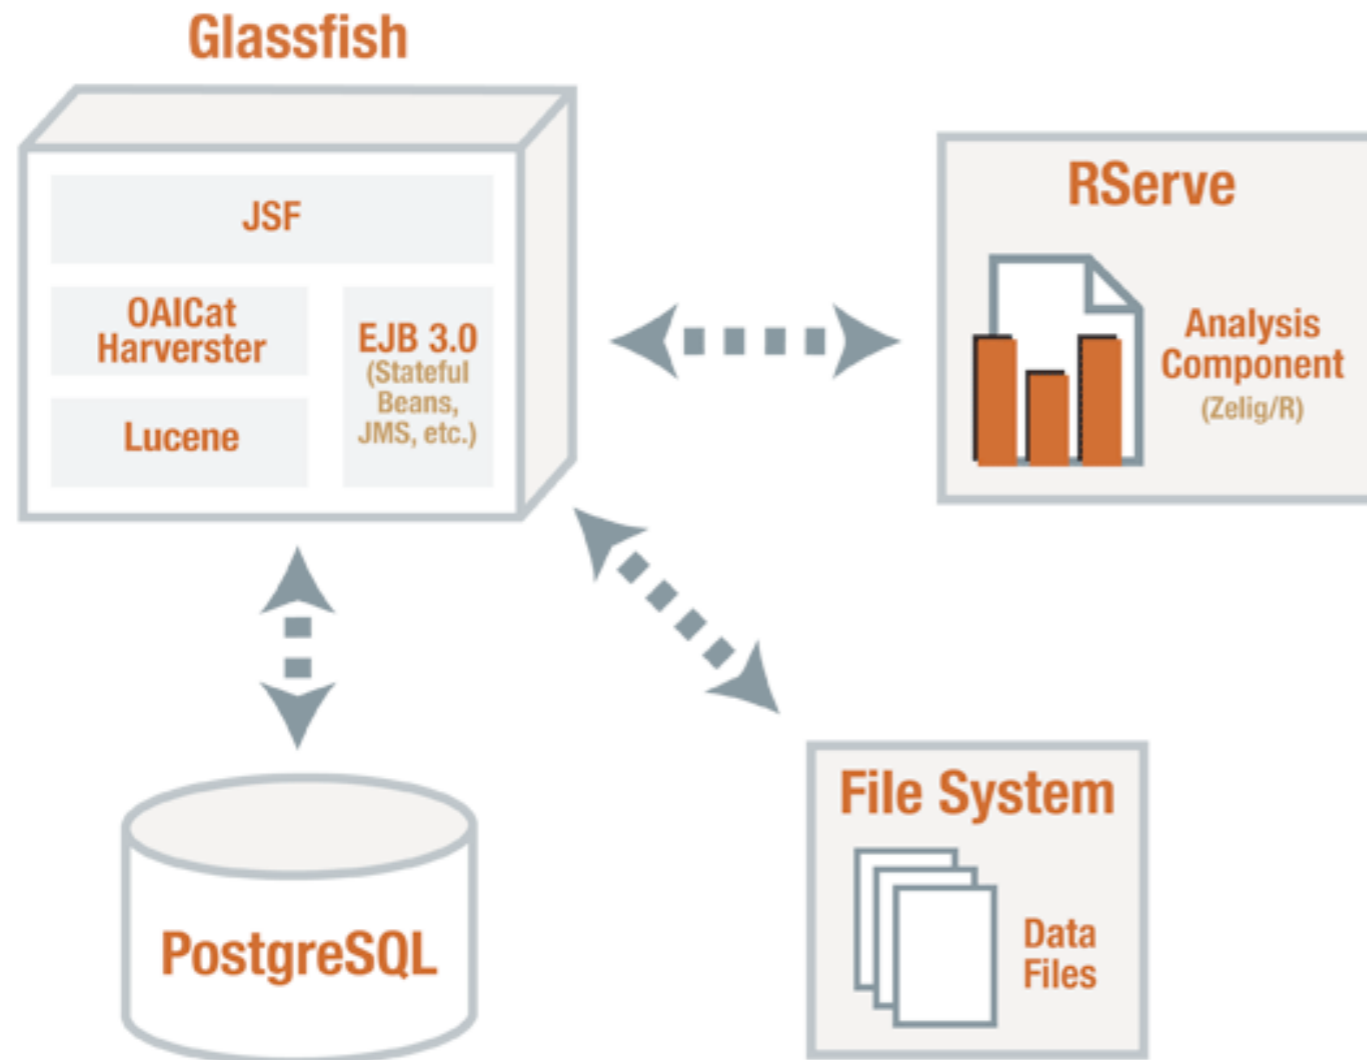 Glassfish
JSF
OAICat
Harverster
Lucene
EJB 3.0
(Stateful
Beans,
JMS, etc.)
RServe
Analysis
Component
(Zelig/R)
PostgreSQL
File System
Data
Files